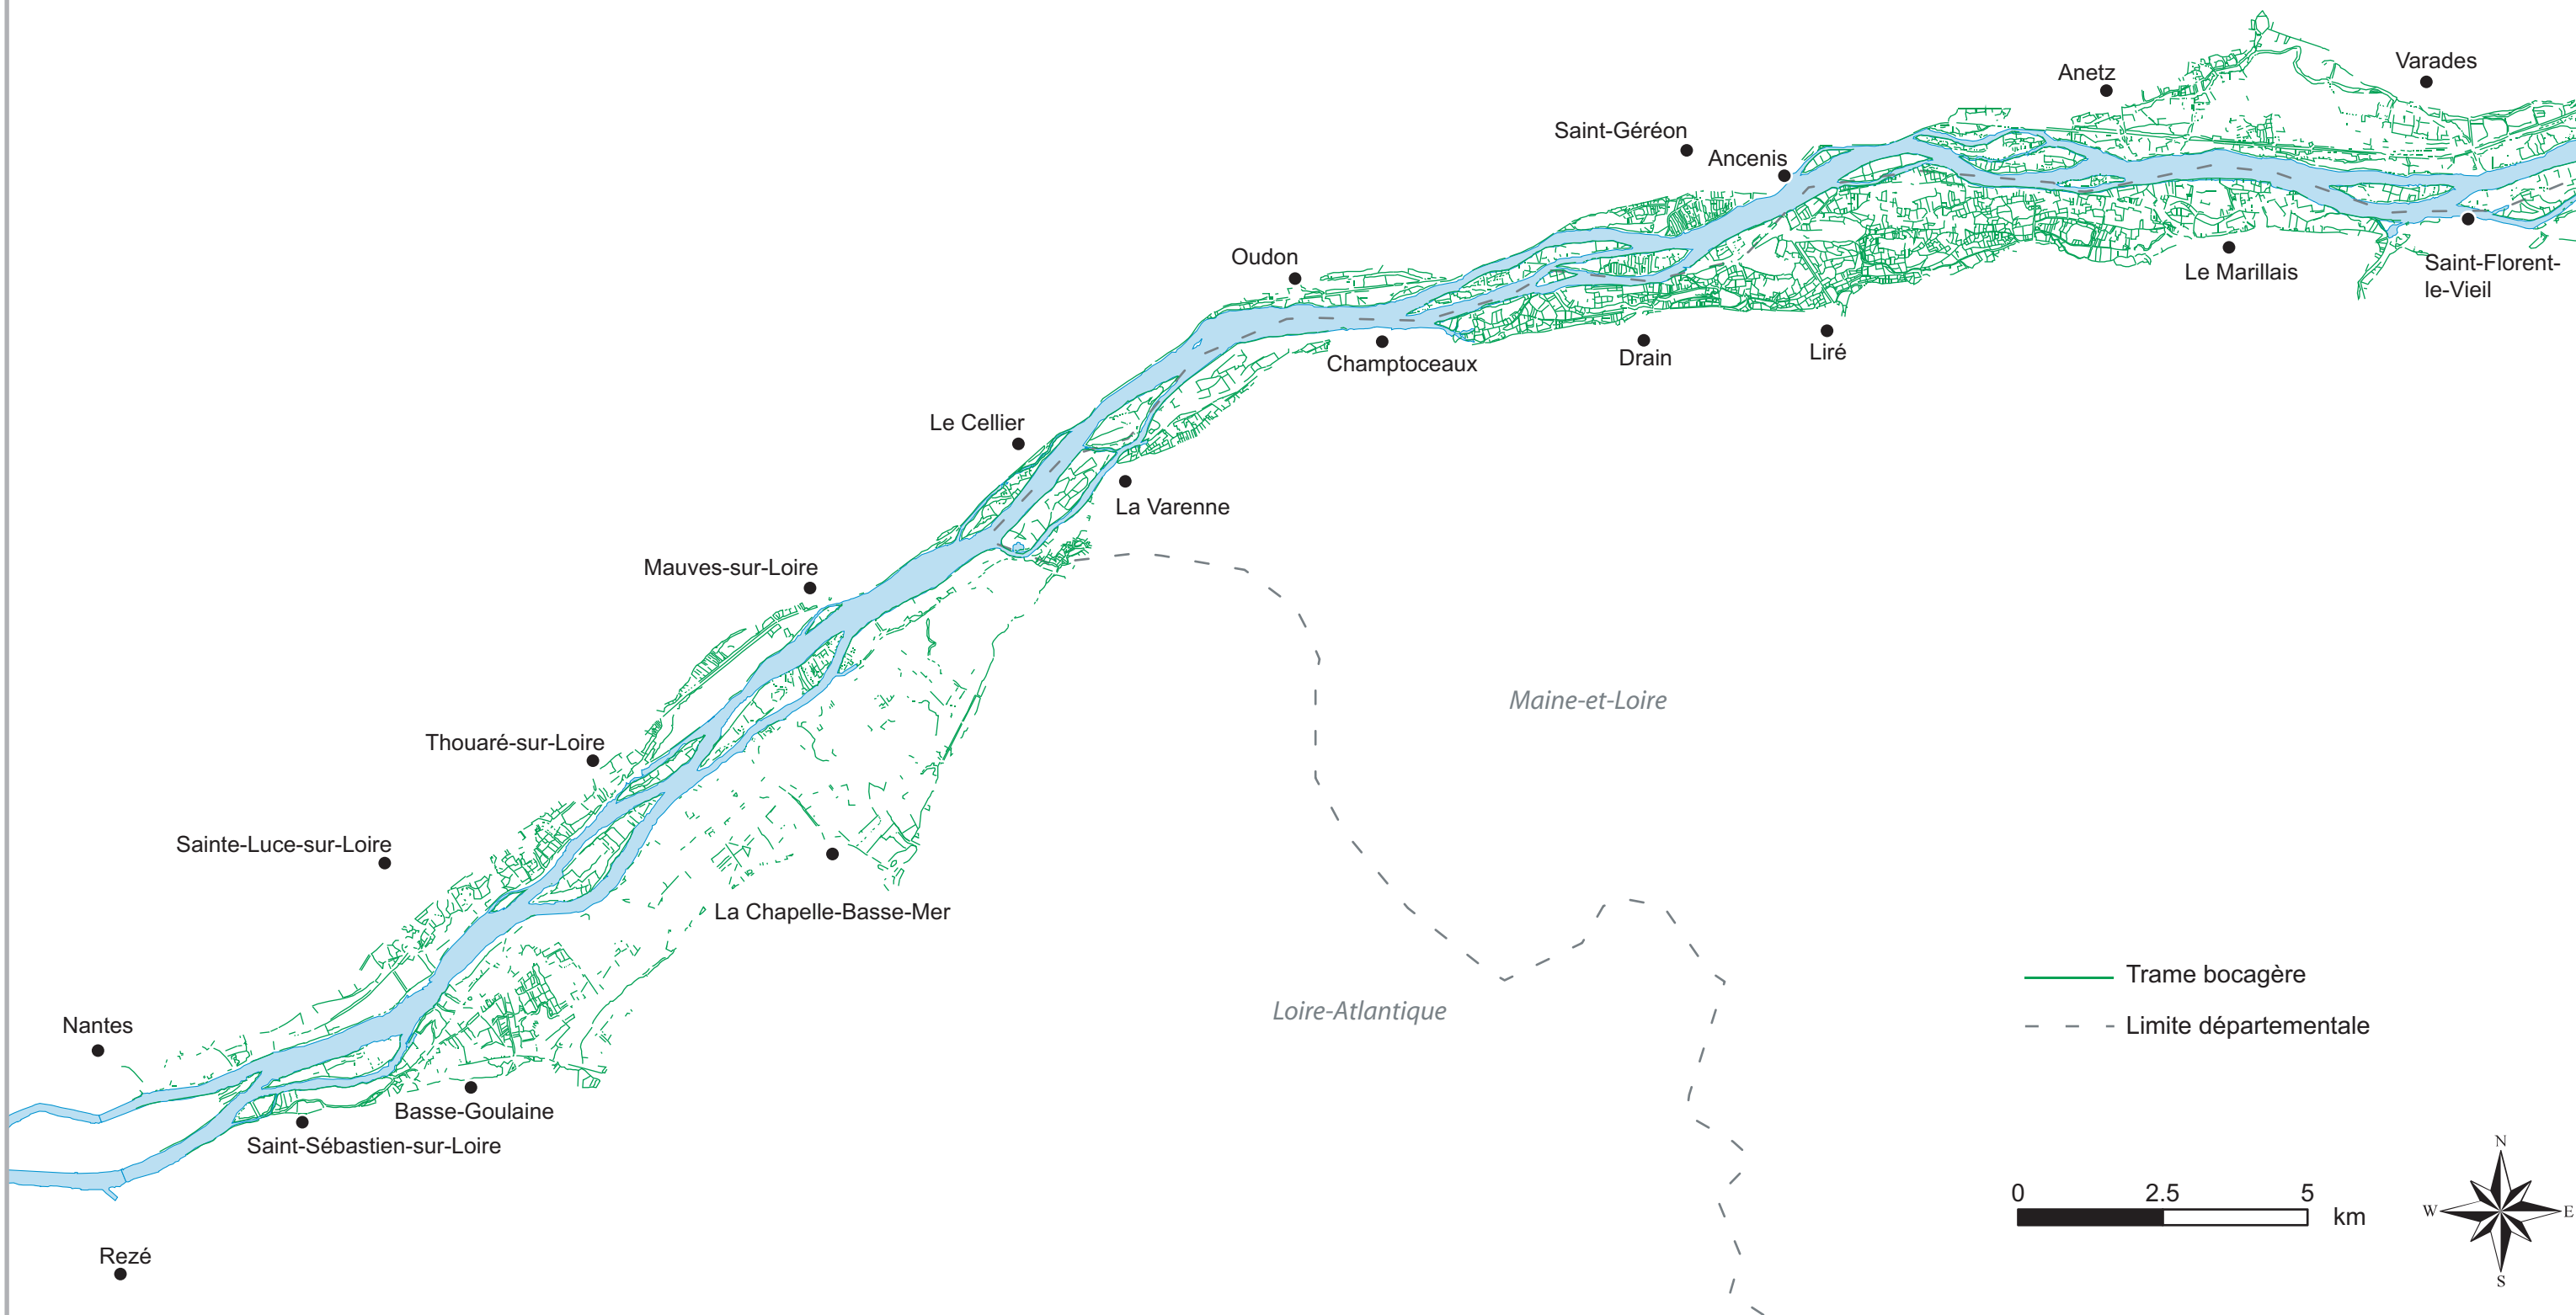 Varades
Anetz
Saint-Géréon
Ancenis
Oudon
Le Marillais
Saint-Florent-
le-Vieil
Champtoceaux
Drain
Liré
Le Cellier
La Varenne
Mauves-sur-Loire
Maine-et-Loire
Thouaré-sur-Loire
Sainte-Luce-sur-Loire
La Chapelle-Basse-Mer
Loire-Atlantique
Nantes
Basse-Goulaine
Saint-Sébastien-sur-Loire
Rezé
Trame bocagère
Limite départementale
0 2.5 5
km
N
W E
S